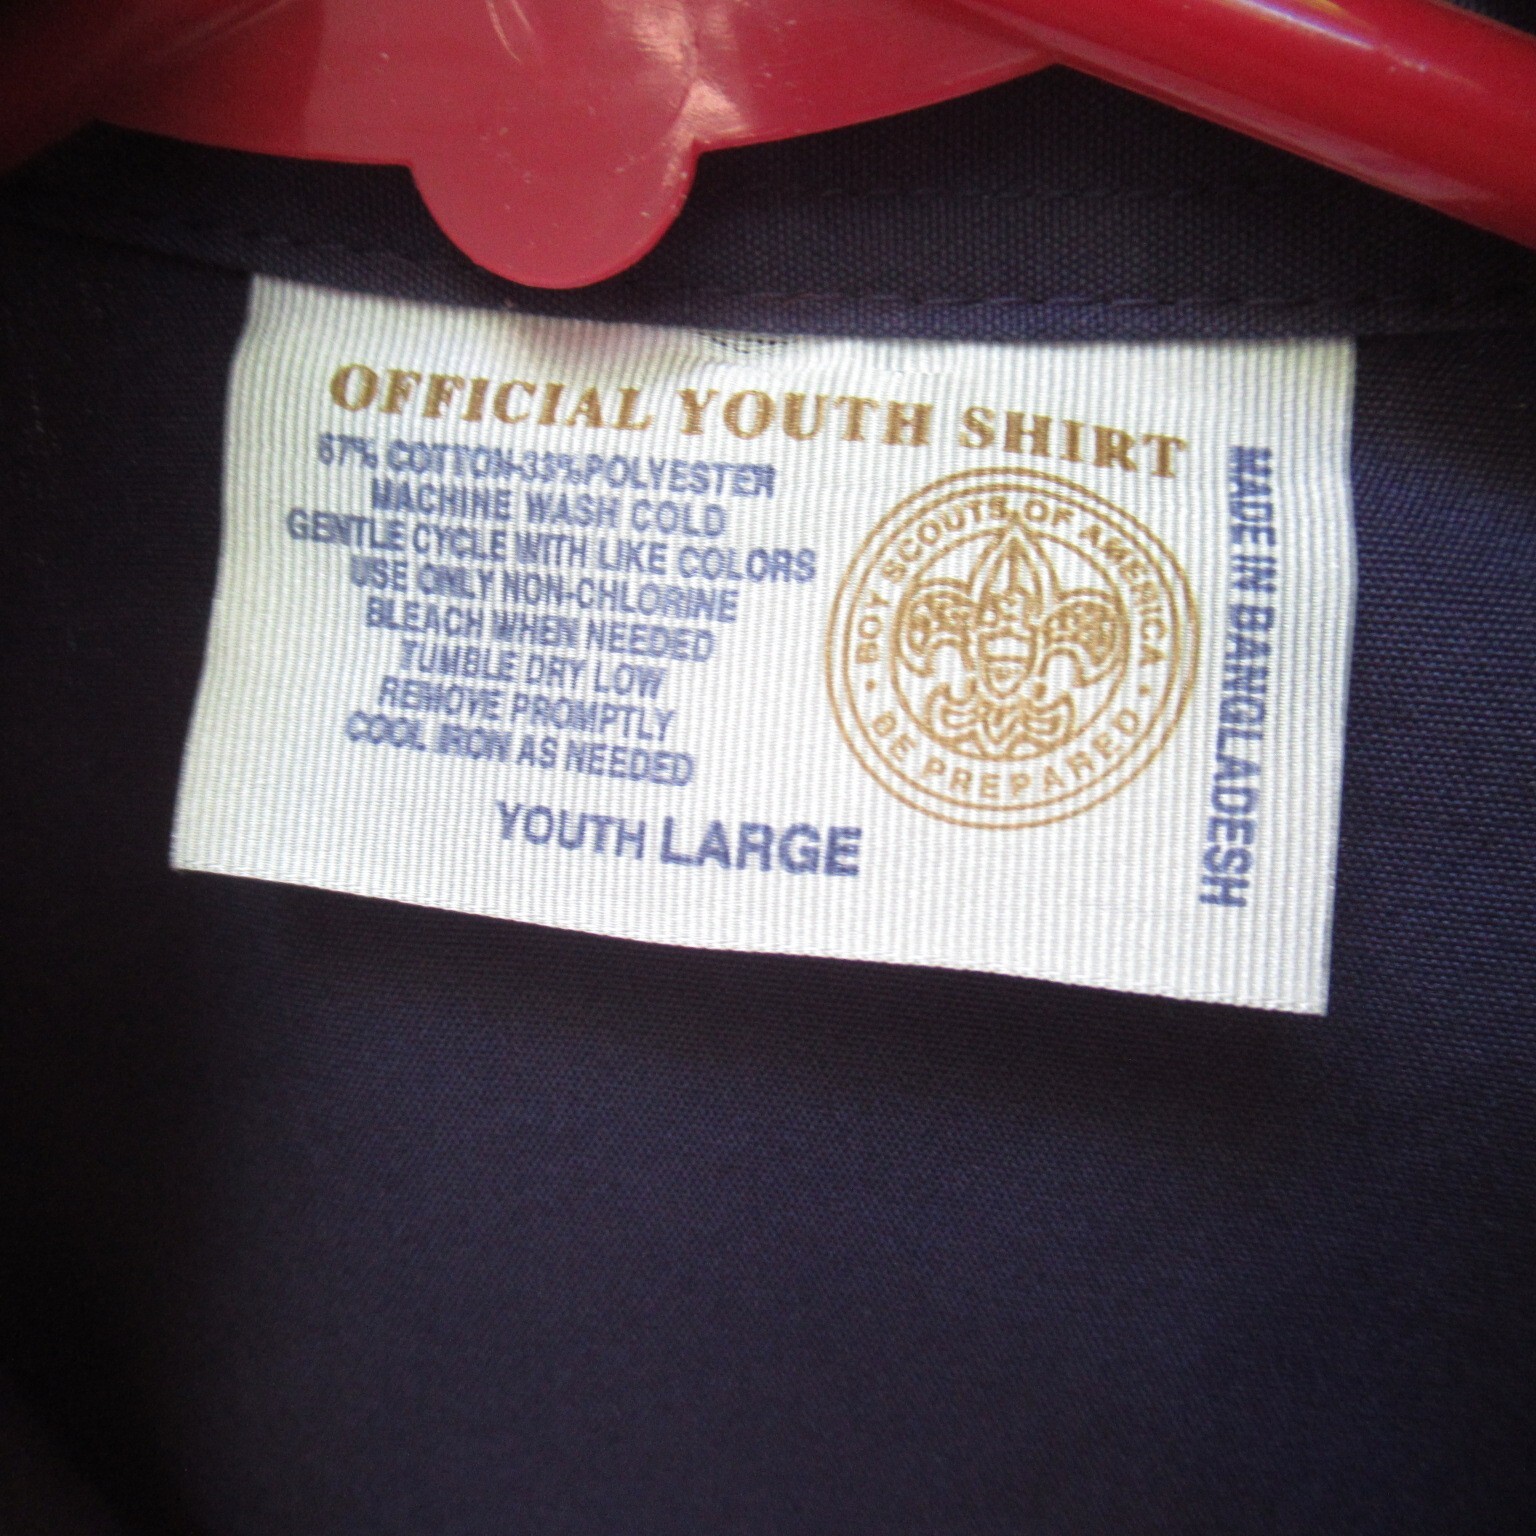 OFFICIAL YOUTH SHIRT
67% COTTON-33%POLYESTER
MACHINE WASH COLD
GENTLE CYCLE WITH LIKE COLORS
USE ONLY NON-CHLORINE
BLEACH WHEN NEEDED
TUMBLE DRY LOW
REMOVE PROMPTLY
COOL IRON AS NEEDED
YOUTH LARGE
BOY SCOUTS OF AMERICA
• BE PREPARED •
MADE IN BANGLADESH